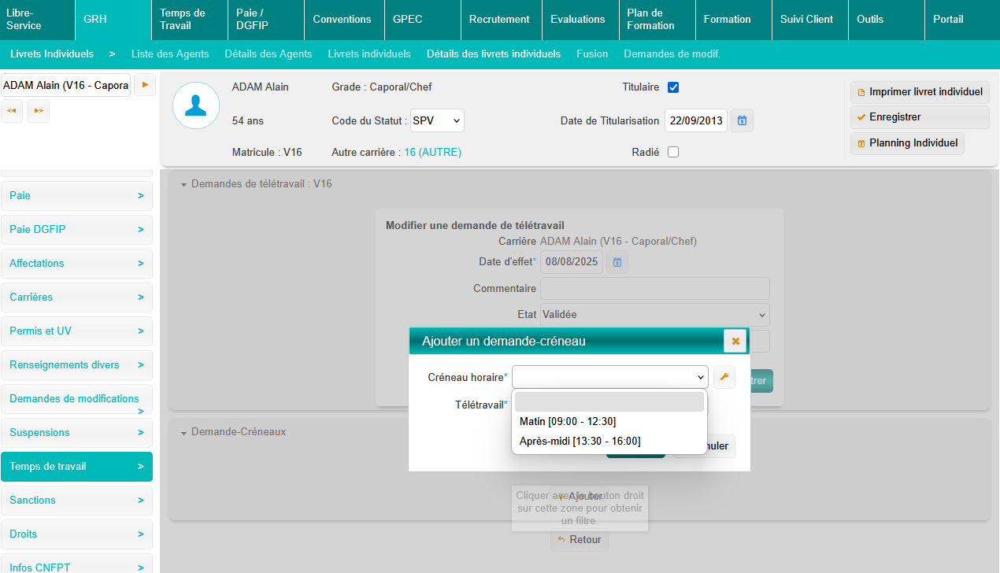 Libre-
Service
GRH
Temps de
Travail
Paie /
DGFIP
Conventions
GPEC
Recrutement
Evaluations
Plan de
Formation
Formation
Suivi Client
Outils
Portail
Livrets Individuels > Liste des Agents Détails des Agents Livrets individuels Détails des livrets individuels Fusion Demandes de modif.
ADAM Alain (V16 - Capora
ADAM Alain
Grade : Caporal/Chef
Titulaire
54 ans
Code du Statut : SPV
Date de Titularisation 22/09/2013
Matricule : V16
Autre carrière : 16 (AUTRE)
Radié
Imprimer livret individuel
Enregistrer
Planning Individuel
Paie >
Paie DGFIP >
Affectations >
Carrières >
Permis et UV >
Renseignements divers >
Demandes de modifications
>
Suspensions >
Temps de travail >
Sanctions >
Droits >
Infos CNFPT >
Demandes de télétravail : V16
Modifier une demande de télétravail
Carrière ADAM Alain (V16 - Caporal/Chef)
Date d'effet* 08/08/2025
Commentaire
Etat Validée
trer
Ajouter un demande-créneau
Créneau horaire*
Matin [09:00 - 12:30]
Après-midi [13:30 - 16:00]
Télétravail*
nuler
Demande-Créneaux
Ajouter
Cliquer avec le bouton droit
sur cette zone pour obtenir
un filtre.
Retour